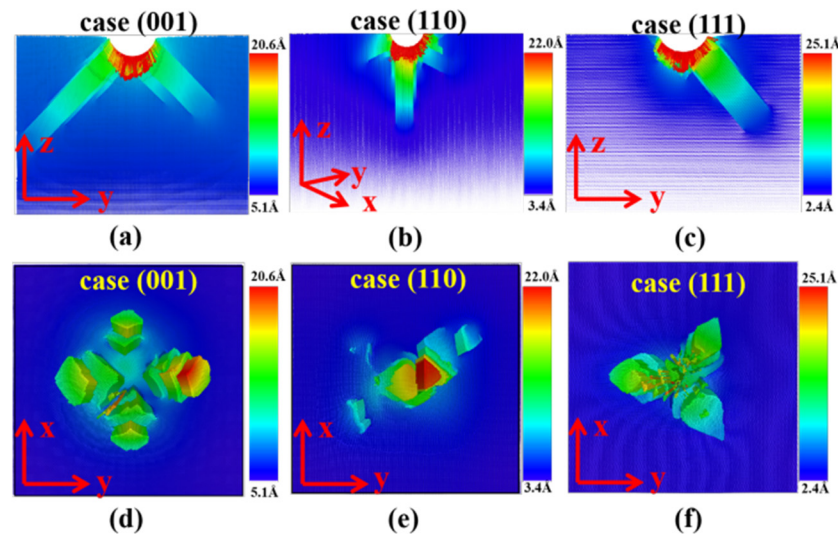 case (001)
20.6Å
z
y
5.1Å
(a)
case (110)
22.0Å
z
y
x
3.4Å
(b)
case (111)
25.1Å
z
y
2.4Å
(c)
case (001)
20.6Å
x
y
5.1Å
(d)
case (110)
22.0Å
x
y
3.4Å
(e)
case (111)
25.1Å
x
y
2.4Å
(f)